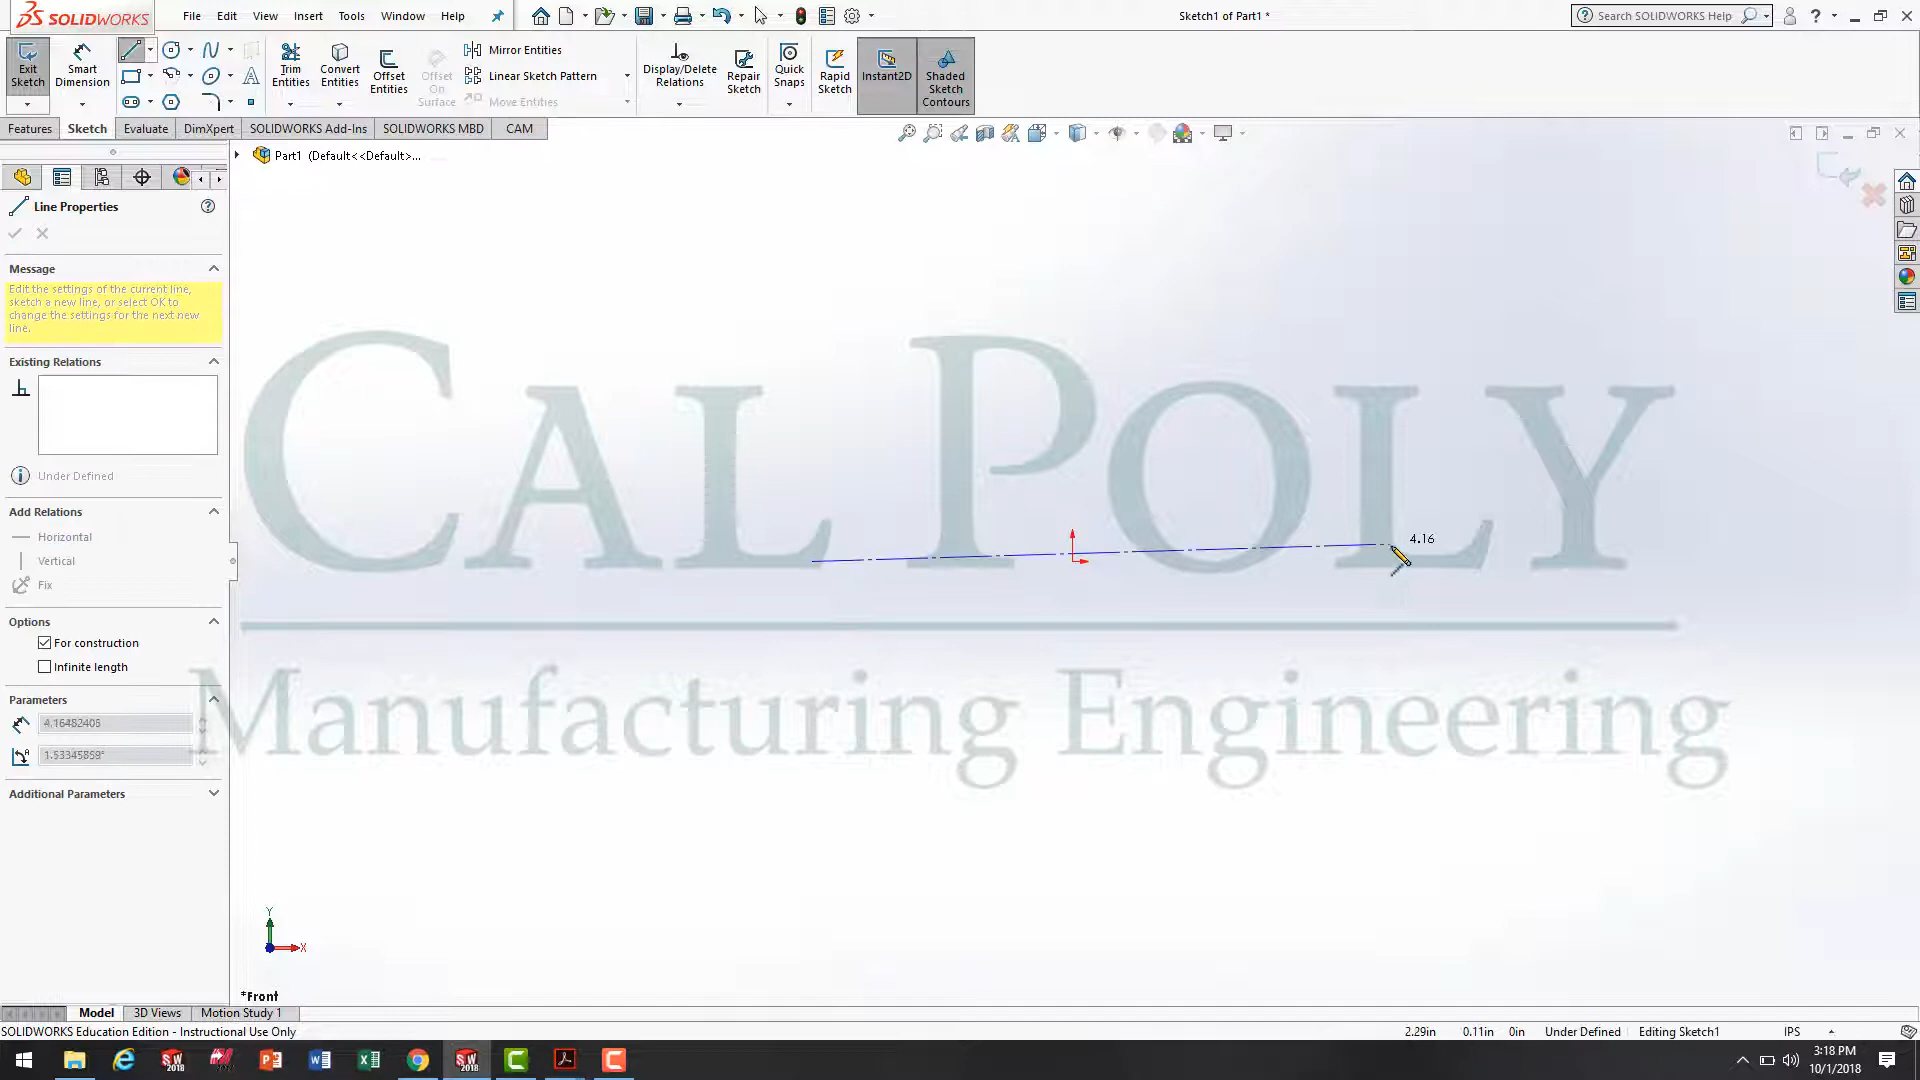 SOLIDWORKS
File Edit View Insert Tools Window Help
Sketch1 of Part1 *
Search SOLIDWORKS Help
Exit Sketch
Smart Dimension
Trim Entities
Convert Entities
Offset Entities
Offset On Surface
Mirror Entities
Linear Sketch Pattern
Move Entities
Display/Delete Relations
Repair Sketch
Quick Snaps
Rapid Sketch
Instant2D
Shaded Sketch Contours
Features Sketch Evaluate DimXpert SOLIDWORKS Add-Ins SOLIDWORKS MBD CAM
Part1 (Default<<Default>...
Line Properties
Message
Edit the settings of the current line,
sketch a new line, or select OK to
change the settings for the next new
line.
Existing Relations
Under Defined
Add Relations
Horizontal
Vertical
Fix
Options
For construction
Infinite length
Parameters
4.16482408
1.53345858°
Additional Parameters
CAL POLY
Manufacturing Engineering
4.16
Y
X
*Front
Model 3D Views Motion Study 1
SOLIDWORKS Education Edition - Instructional Use Only
2.29in 0.11in 0in Under Defined Editing Sketch1 IPS
3:18 PM
10/1/2018